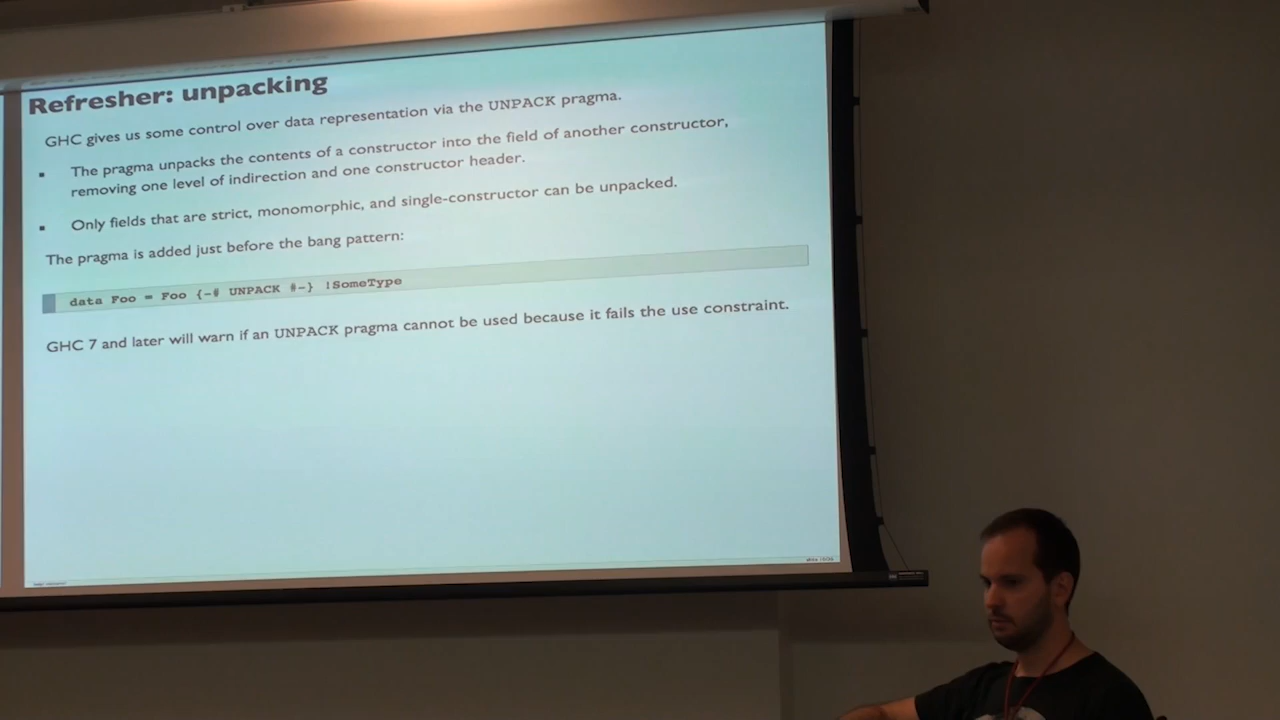 Refresher: unpacking
GHC gives us some control over data representation via the UNPACK pragma.
▪ The pragma unpacks the contents of a constructor into the field of another constructor,
removing one level of indirection and one constructor header.
▪ Only fields that are strict, monomorphic, and single-constructor can be unpacked.
The pragma is added just before the bang pattern:
data Foo = Foo {-# UNPACK #-} !SomeType
GHC 7 and later will warn if an UNPACK pragma cannot be used because it fails the use constraint.